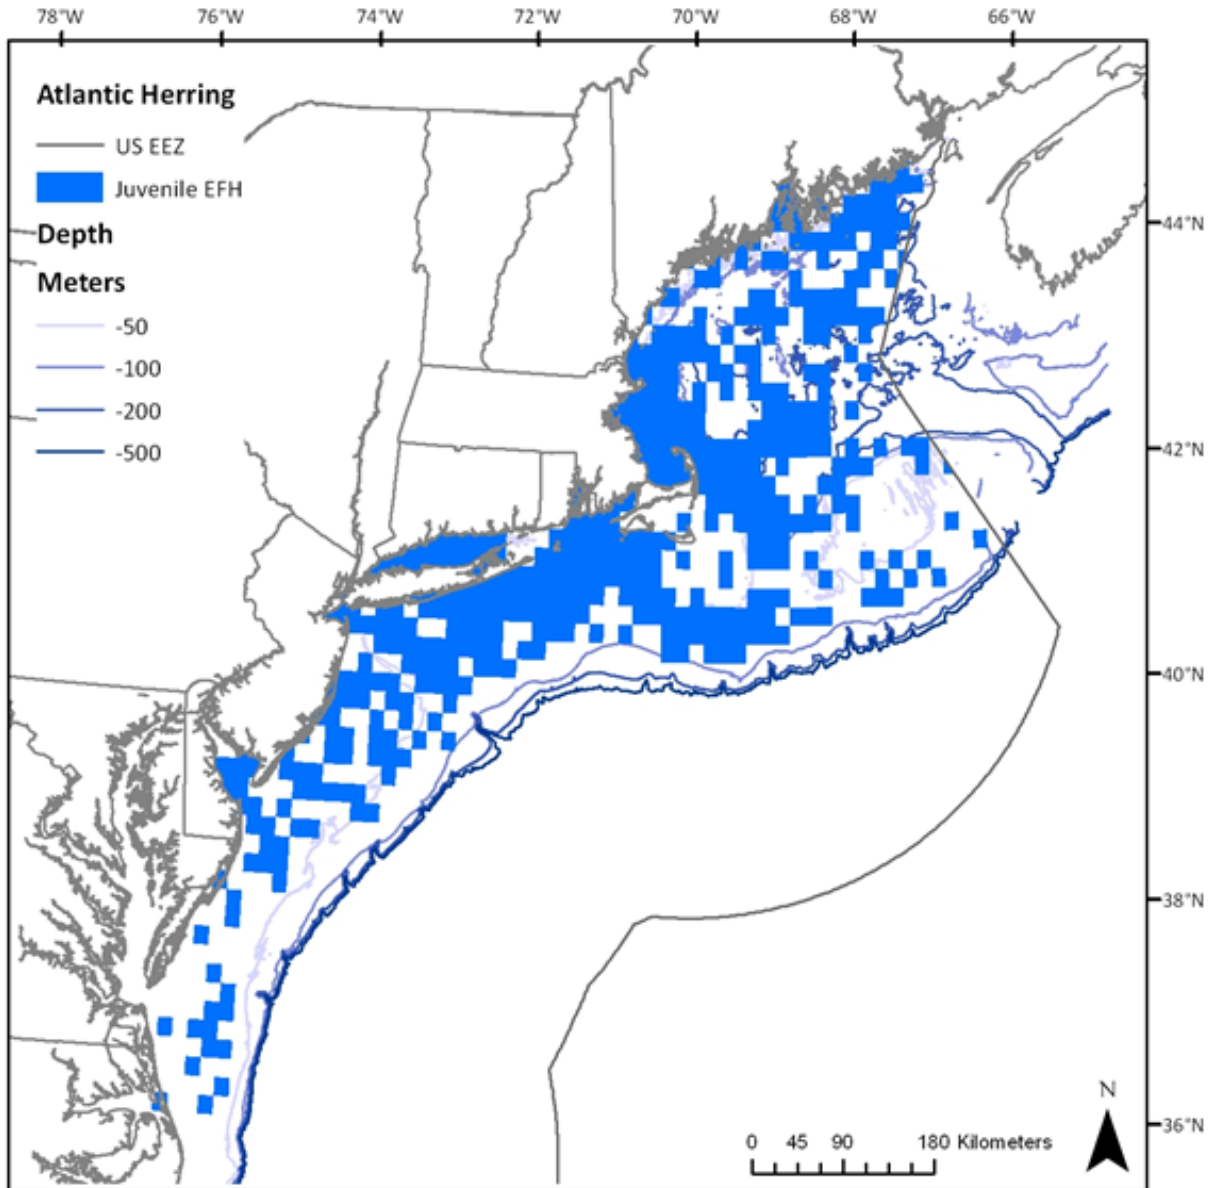 78°W 76°W 74°W 72°W 70°W 68°W 66°W
Atlantic Herring
US EEZ
Juvenile EFH
Depth
Meters
-50
-100
-200
-500
44°N
42°N
40°N
38°N
36°N
N
0 45 90 180 Kilometers